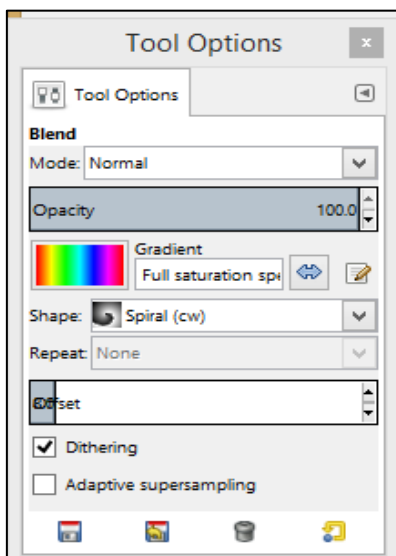 Tool Options
Tool Options
Blend
Mode: Normal
Opacity 100.0
Gradient
Full saturation spe
Shape: Spiral (cw)
Repeat: None
Offset
Dithering
Adaptive supersampling